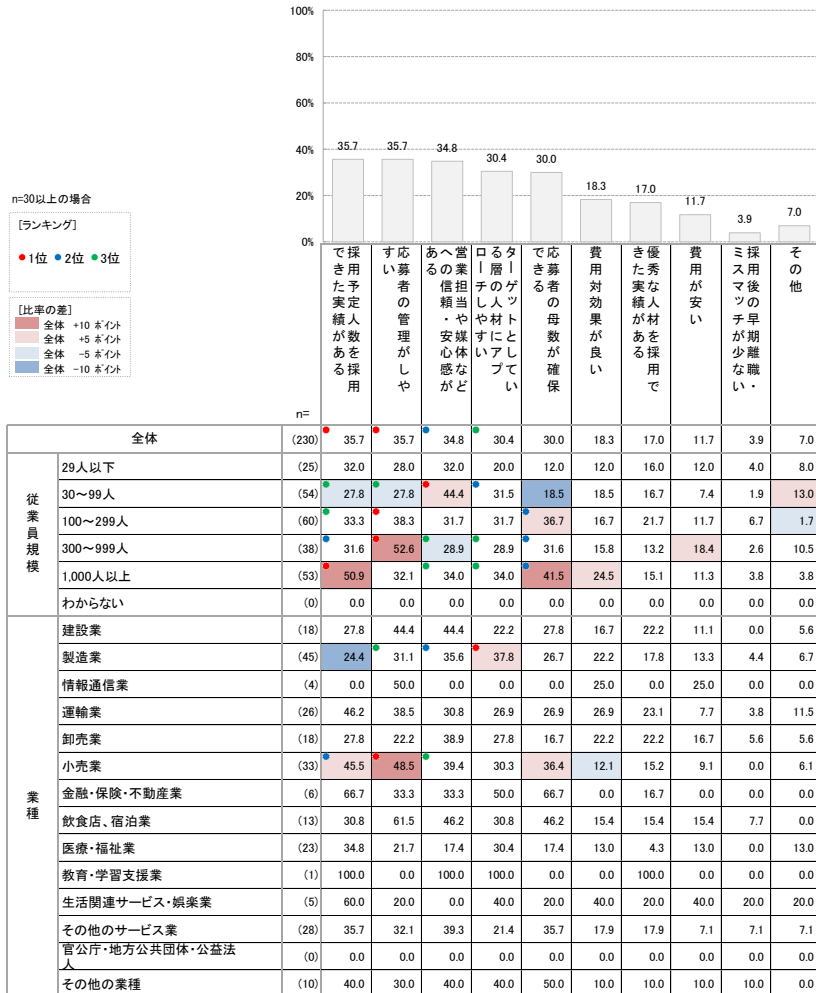 100%
80%
60%
40%
20%
0%
35.7 35.7 34.8 30.4 30.0 18.3 17.0 11.7 3.9 7.0
n=30以上の場合
[ランキング]
●1位 ●2位 ●3位
[比率の差]
全体 +10 ポイント
全体 +5 ポイント
全体 -5 ポイント
全体 -10 ポイント
採用予定人数を採用
できた実績がある
応募者の管理がしや
すい
営業担当や媒体など
への信頼・安心感が
ある
ターゲットとしてい
る層の人材にアプ
ローチしやすい
応募者の母数が確保
できる
費用対効果が良い
優秀な人材を採用で
きた実績がある
費用が安い
採用後の早期離職・
ミスマッチが少ない
その他
n=
全体 (230) 35.7 35.7 34.8 30.4 30.0 18.3 17.0 11.7 3.9 7.0
従業員規模
29人以下 (25) 32.0 28.0 32.0 20.0 12.0 12.0 16.0 12.0 4.0 8.0
30～99人 (54) 27.8 27.8 44.4 31.5 18.5 18.5 16.7 7.4 1.9 13.0
100～299人 (60) 33.3 38.3 31.7 31.7 36.7 16.7 21.7 11.7 6.7 1.7
300～999人 (38) 31.6 52.6 28.9 28.9 31.6 15.8 13.2 18.4 2.6 10.5
1,000人以上 (53) 50.9 32.1 34.0 34.0 41.5 24.5 15.1 11.3 3.8 3.8
わからない (0) 0.0 0.0 0.0 0.0 0.0 0.0 0.0 0.0 0.0 0.0
業種
建設業 (18) 27.8 44.4 44.4 22.2 27.8 16.7 22.2 11.1 0.0 5.6
製造業 (45) 24.4 31.1 35.6 37.8 26.7 22.2 17.8 13.3 4.4 6.7
情報通信業 (4) 0.0 50.0 0.0 0.0 0.0 25.0 0.0 25.0 0.0 0.0
運輸業 (26) 46.2 38.5 30.8 26.9 26.9 26.9 23.1 7.7 3.8 11.5
卸売業 (18) 27.8 22.2 38.9 27.8 16.7 22.2 22.2 16.7 5.6 5.6
小売業 (33) 45.5 48.5 39.4 30.3 36.4 12.1 15.2 9.1 0.0 6.1
金融・保険・不動産業 (6) 66.7 33.3 33.3 50.0 66.7 0.0 16.7 0.0 0.0 0.0
飲食店、宿泊業 (13) 30.8 61.5 46.2 30.8 46.2 15.4 15.4 15.4 7.7 0.0
医療・福祉業 (23) 34.8 21.7 17.4 30.4 17.4 13.0 4.3 13.0 0.0 13.0
教育・学習支援業 (1) 100.0 0.0 100.0 100.0 0.0 0.0 100.0 0.0 0.0 0.0
生活関連サービス・娯楽業 (5) 60.0 20.0 0.0 40.0 20.0 40.0 20.0 40.0 20.0 20.0
その他のサービス業 (28) 35.7 32.1 39.3 21.4 35.7 17.9 17.9 7.1 7.1 7.1
官公庁・地方公共団体・公益法
人 (0) 0.0 0.0 0.0 0.0 0.0 0.0 0.0 0.0 0.0 0.0
その他の業種 (10) 40.0 30.0 40.0 40.0 50.0 10.0 10.0 10.0 10.0 0.0